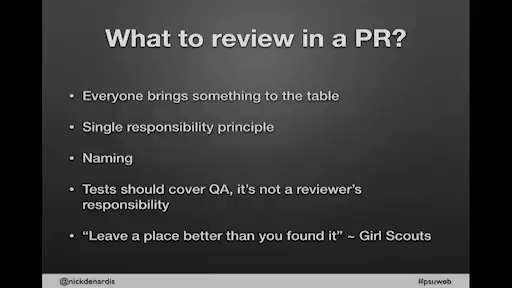 What to review in a PR?
• Everyone brings something to the table
• Single responsibility principle
• Naming
• Tests should cover QA, it's not a reviewer's
responsibility
• “Leave a place better than you found it” ~ Girl Scouts
@nickdenardis
#psuweb